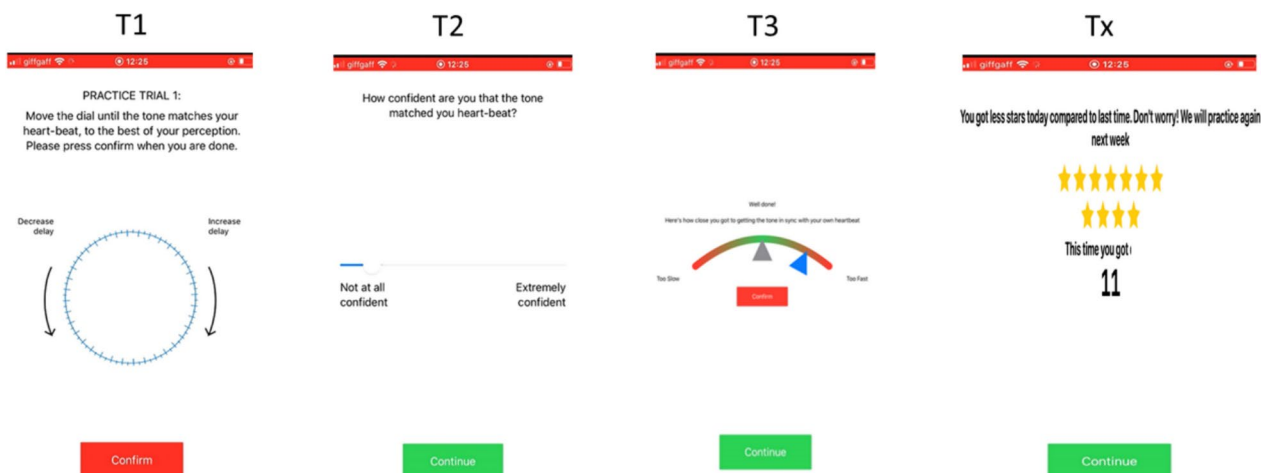 T1
T2
T3
Tx
giffgaff 12:25
PRACTICE TRIAL 1:
Move the dial until the tone matches your
heart-beat, to the best of your perception.
Please press confirm when you are done.
Decrease
delay
Increase
delay
Confirm
giffgaff 12:25
How confident are you that the tone
matched you heart-beat?
Not at all
confident
Extremely
confident
Continue
giffgaff 12:25
Well done!
Here's how close you got to getting the tone in sync with your own heartbeat
Too Slow
Too Fast
Confirm
Continue
giffgaff 12:25
You got less stars today compared to last time. Don't worry! We will practice again
next week
This time you got
11
Continue